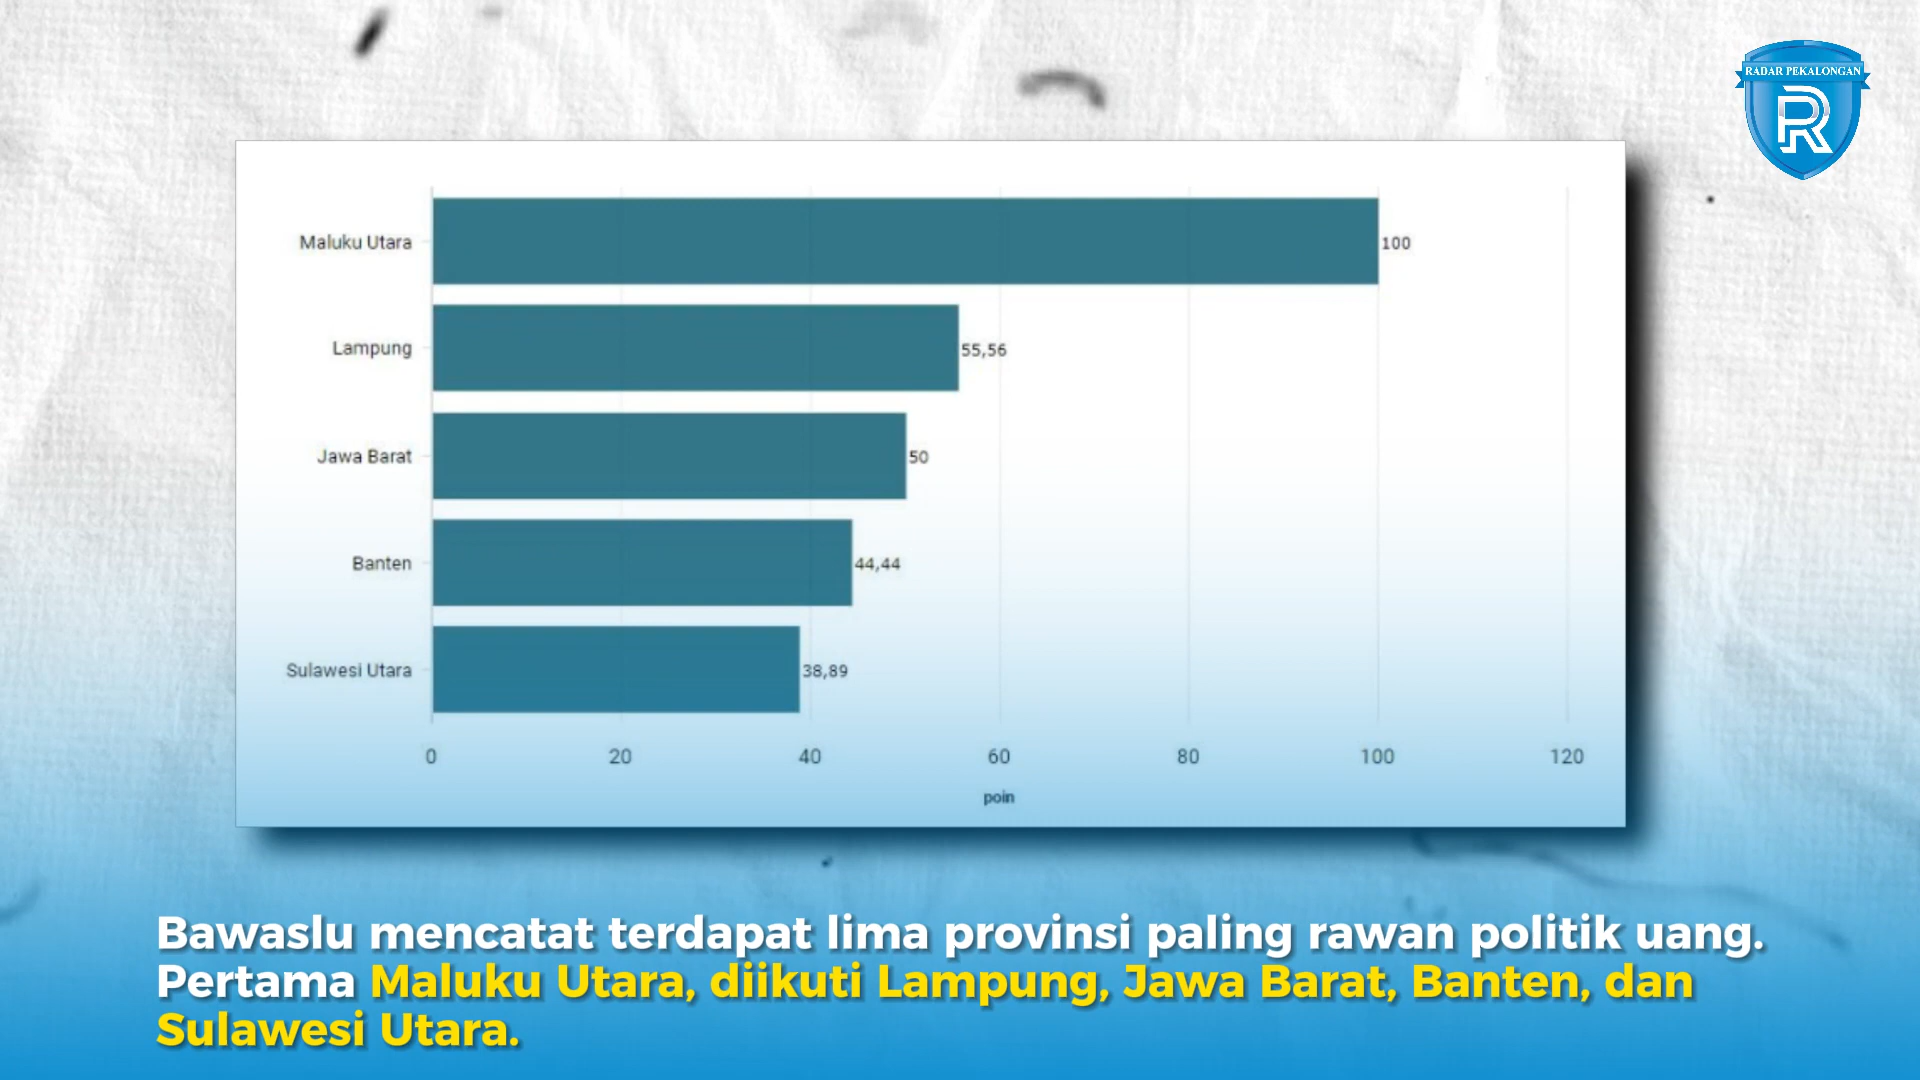 RADAR PEKALONGAN
Maluku Utara
100
Lampung
55,56
Jawa Barat
50
Banten
44,44
Sulawesi Utara
38,89
0 20 40 60 80 100 120
poin
Bawaslu mencatat terdapat lima provinsi paling rawan politik uang.
Pertama Maluku Utara, diikuti Lampung, Jawa Barat, Banten, dan
Sulawesi Utara.